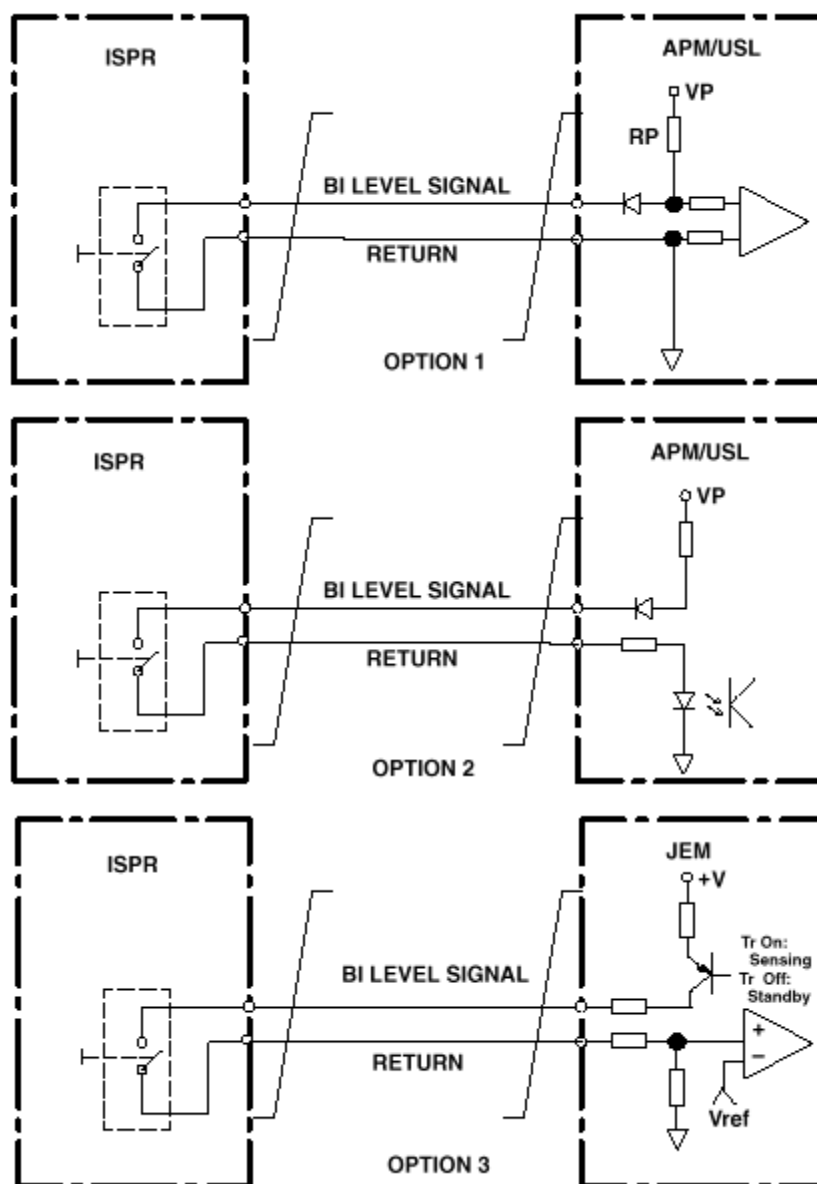 ISPR
APM/USL
VP
RP
BI LEVEL SIGNAL
RETURN
OPTION 1
ISPR
APM/USL
VP
BI LEVEL SIGNAL
RETURN
OPTION 2
ISPR
JEM
+V
Tr On:
Sensing
Tr Off:
Standby
BI LEVEL SIGNAL
+
−
RETURN
Vref
OPTION 3